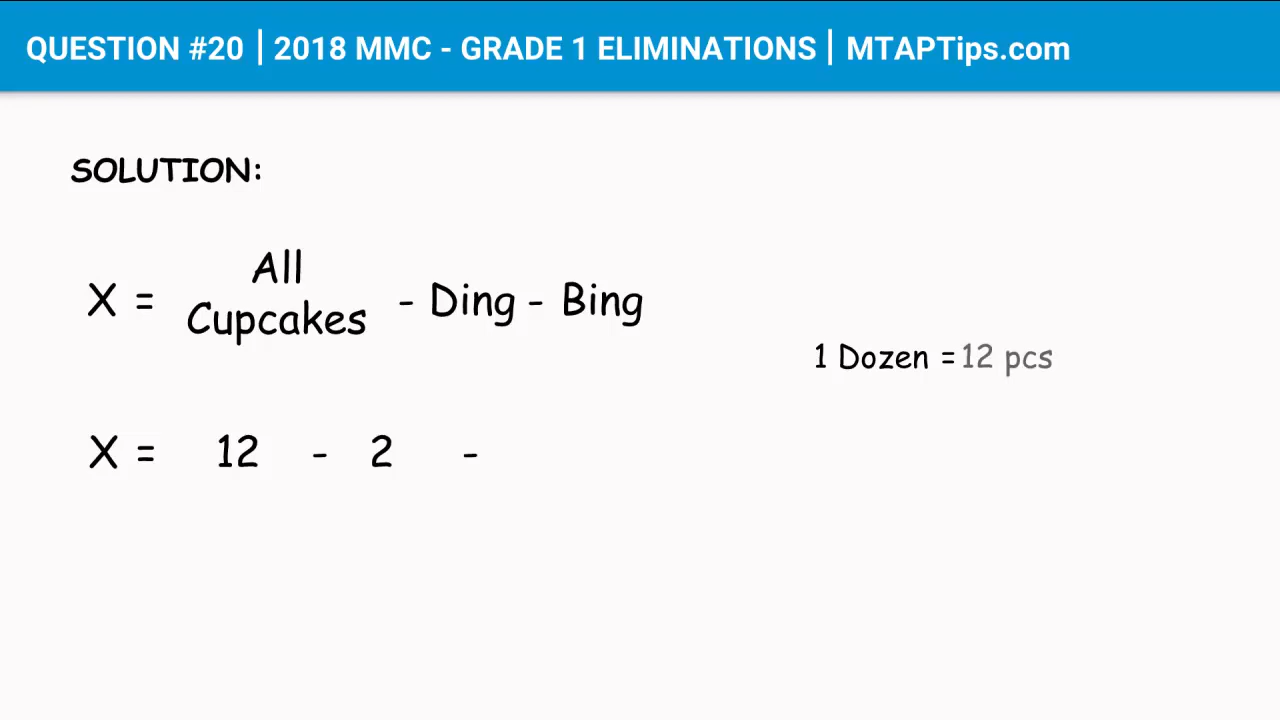 QUESTION #20 | 2018 MMC - GRADE 1 ELIMINATIONS | MTAPTips.com
SOLUTION:
X = All Cupcakes - Ding - Bing
1 Dozen = 12 pcs
X = 12 - 2 -